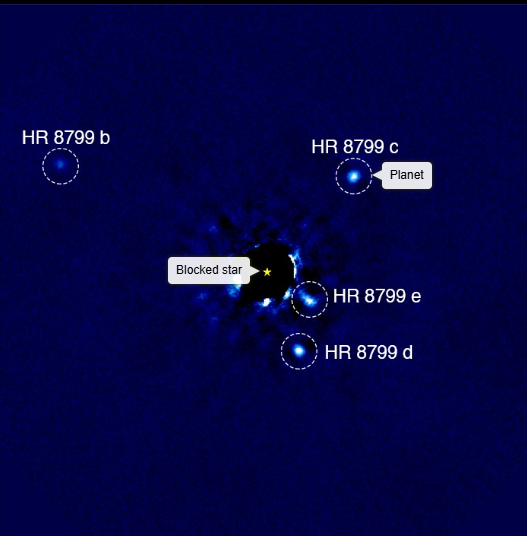 HR 8799 b
HR 8799 c
Planet
Blocked star
HR 8799 e
HR 8799 d